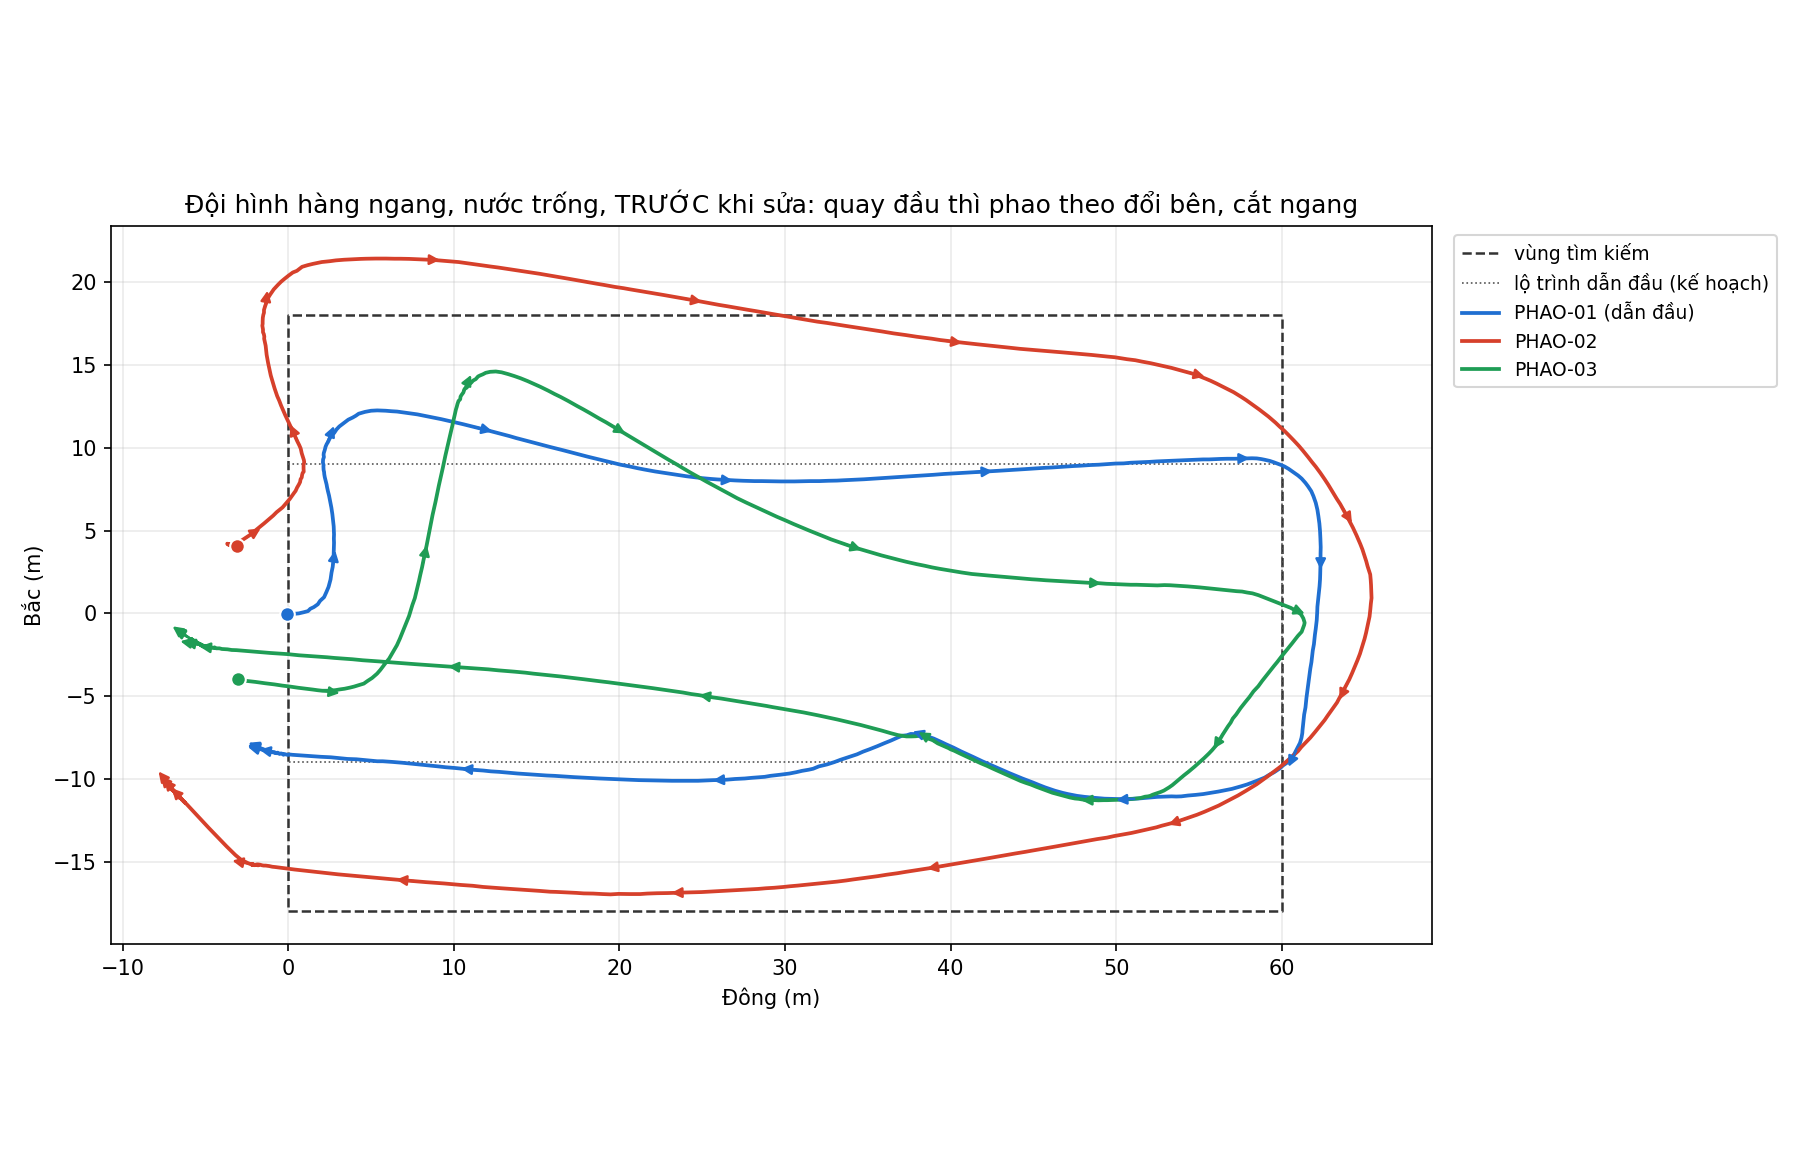 Đội hình hàng ngang, nước trống, TRƯỚC khi sửa: quay đầu thì phao theo đổi bên, cắt ngang
vùng tìm kiếm
lộ trình dẫn đầu (kế hoạch)
PHAO-01 (dẫn đầu)
PHAO-02
PHAO-03
Bắc (m)
20
15
10
5
0
−5
−10
−15
−10
0
10
20
30
40
50
60
Đông (m)